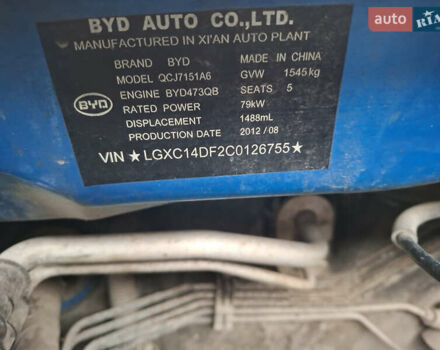 BYD AUTO CO.,LTD.
MANUFACTURED IN XI'AN AUTO PLANT
BRAND BYD MADE IN CHINA
MODEL QCJ7151A6 GVW 1545kg
ENGINE BYD473QB SEATS 5
RATED POWER 79kW
DISPLACEMENT 1488mL
PRODUCTION DATE 2012/08
BYD
VIN ★LGXC14DF2C0126755★
auto
RIA